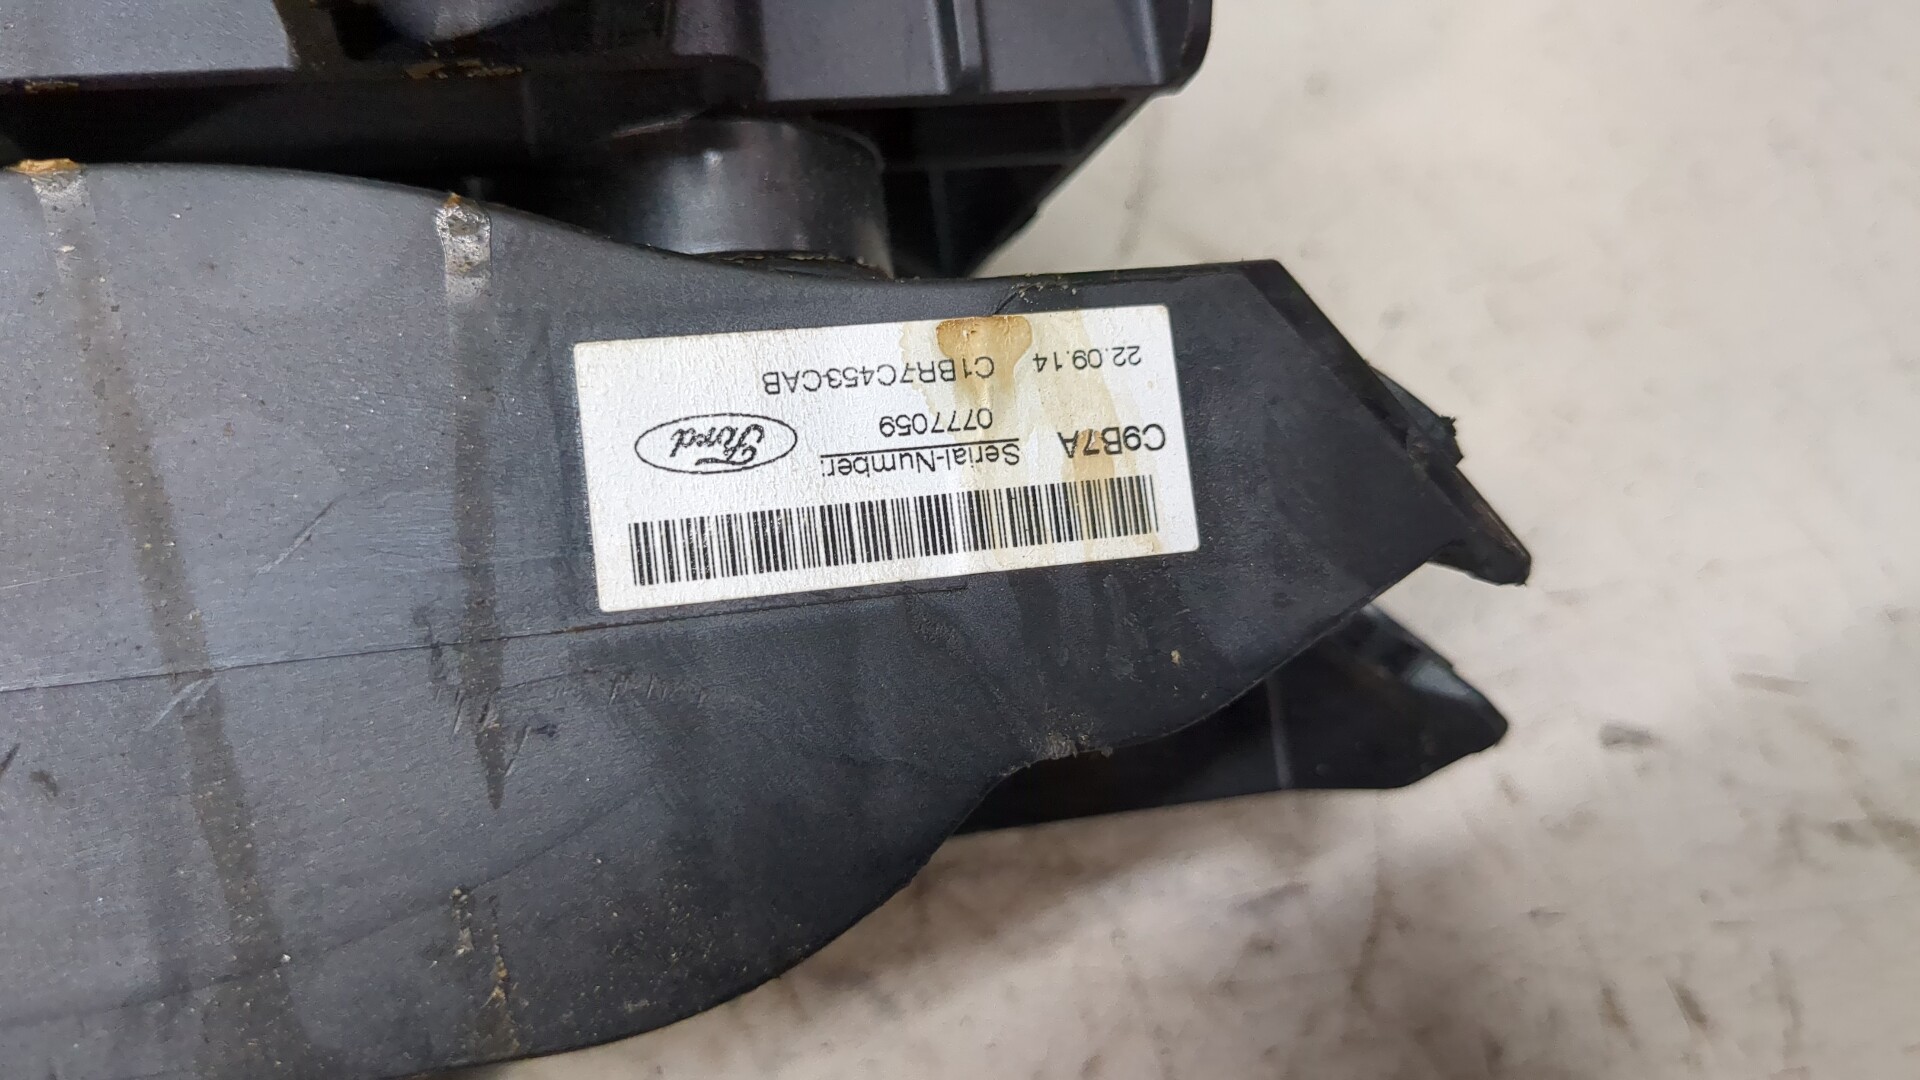 C9B7A Serial-Number: Ford
0777059
22.09.14 C1BR7C453CAB